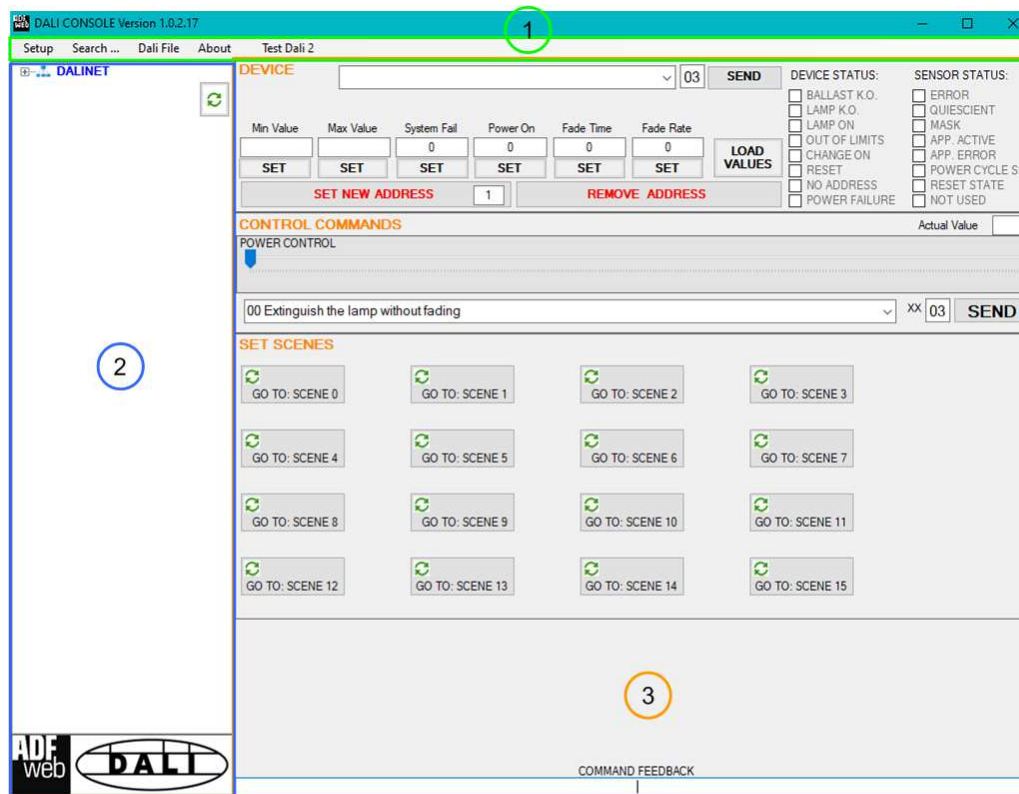 DALI CONSOLE Version 1.0.2.17
1
Setup Search ... Dali File About Test Dali 2
DALINET
2
DEVICE
03 SEND
Min Value Max Value System Fail Power On Fade Time Fade Rate
0 0 0 0
SET SET SET SET SET SET
LOAD
VALUES
SET NEW ADDRESS 1 REMOVE ADDRESS
DEVICE STATUS:
BALLAST K.O.
LAMP K.O.
LAMP ON
OUT OF LIMITS
CHANGE ON
RESET
NO ADDRESS
POWER FAILURE
SENSOR STATUS:
ERROR
QUIESCIENT
MASK
APP. ACTIVE
APP. ERROR
POWER CYCLE S
RESET STATE
NOT USED
CONTROL COMMANDS
Actual Value
POWER CONTROL
00 Extinguish the lamp without fading
XX 03 SEND
SET SCENES
GO TO: SCENE 0 GO TO: SCENE 1 GO TO: SCENE 2 GO TO: SCENE 3
GO TO: SCENE 4 GO TO: SCENE 5 GO TO: SCENE 6 GO TO: SCENE 7
GO TO: SCENE 8 GO TO: SCENE 9 GO TO: SCENE 10 GO TO: SCENE 11
GO TO: SCENE 12 GO TO: SCENE 13 GO TO: SCENE 14 GO TO: SCENE 15
3
COMMAND FEEDBACK
ADF
web
DALI